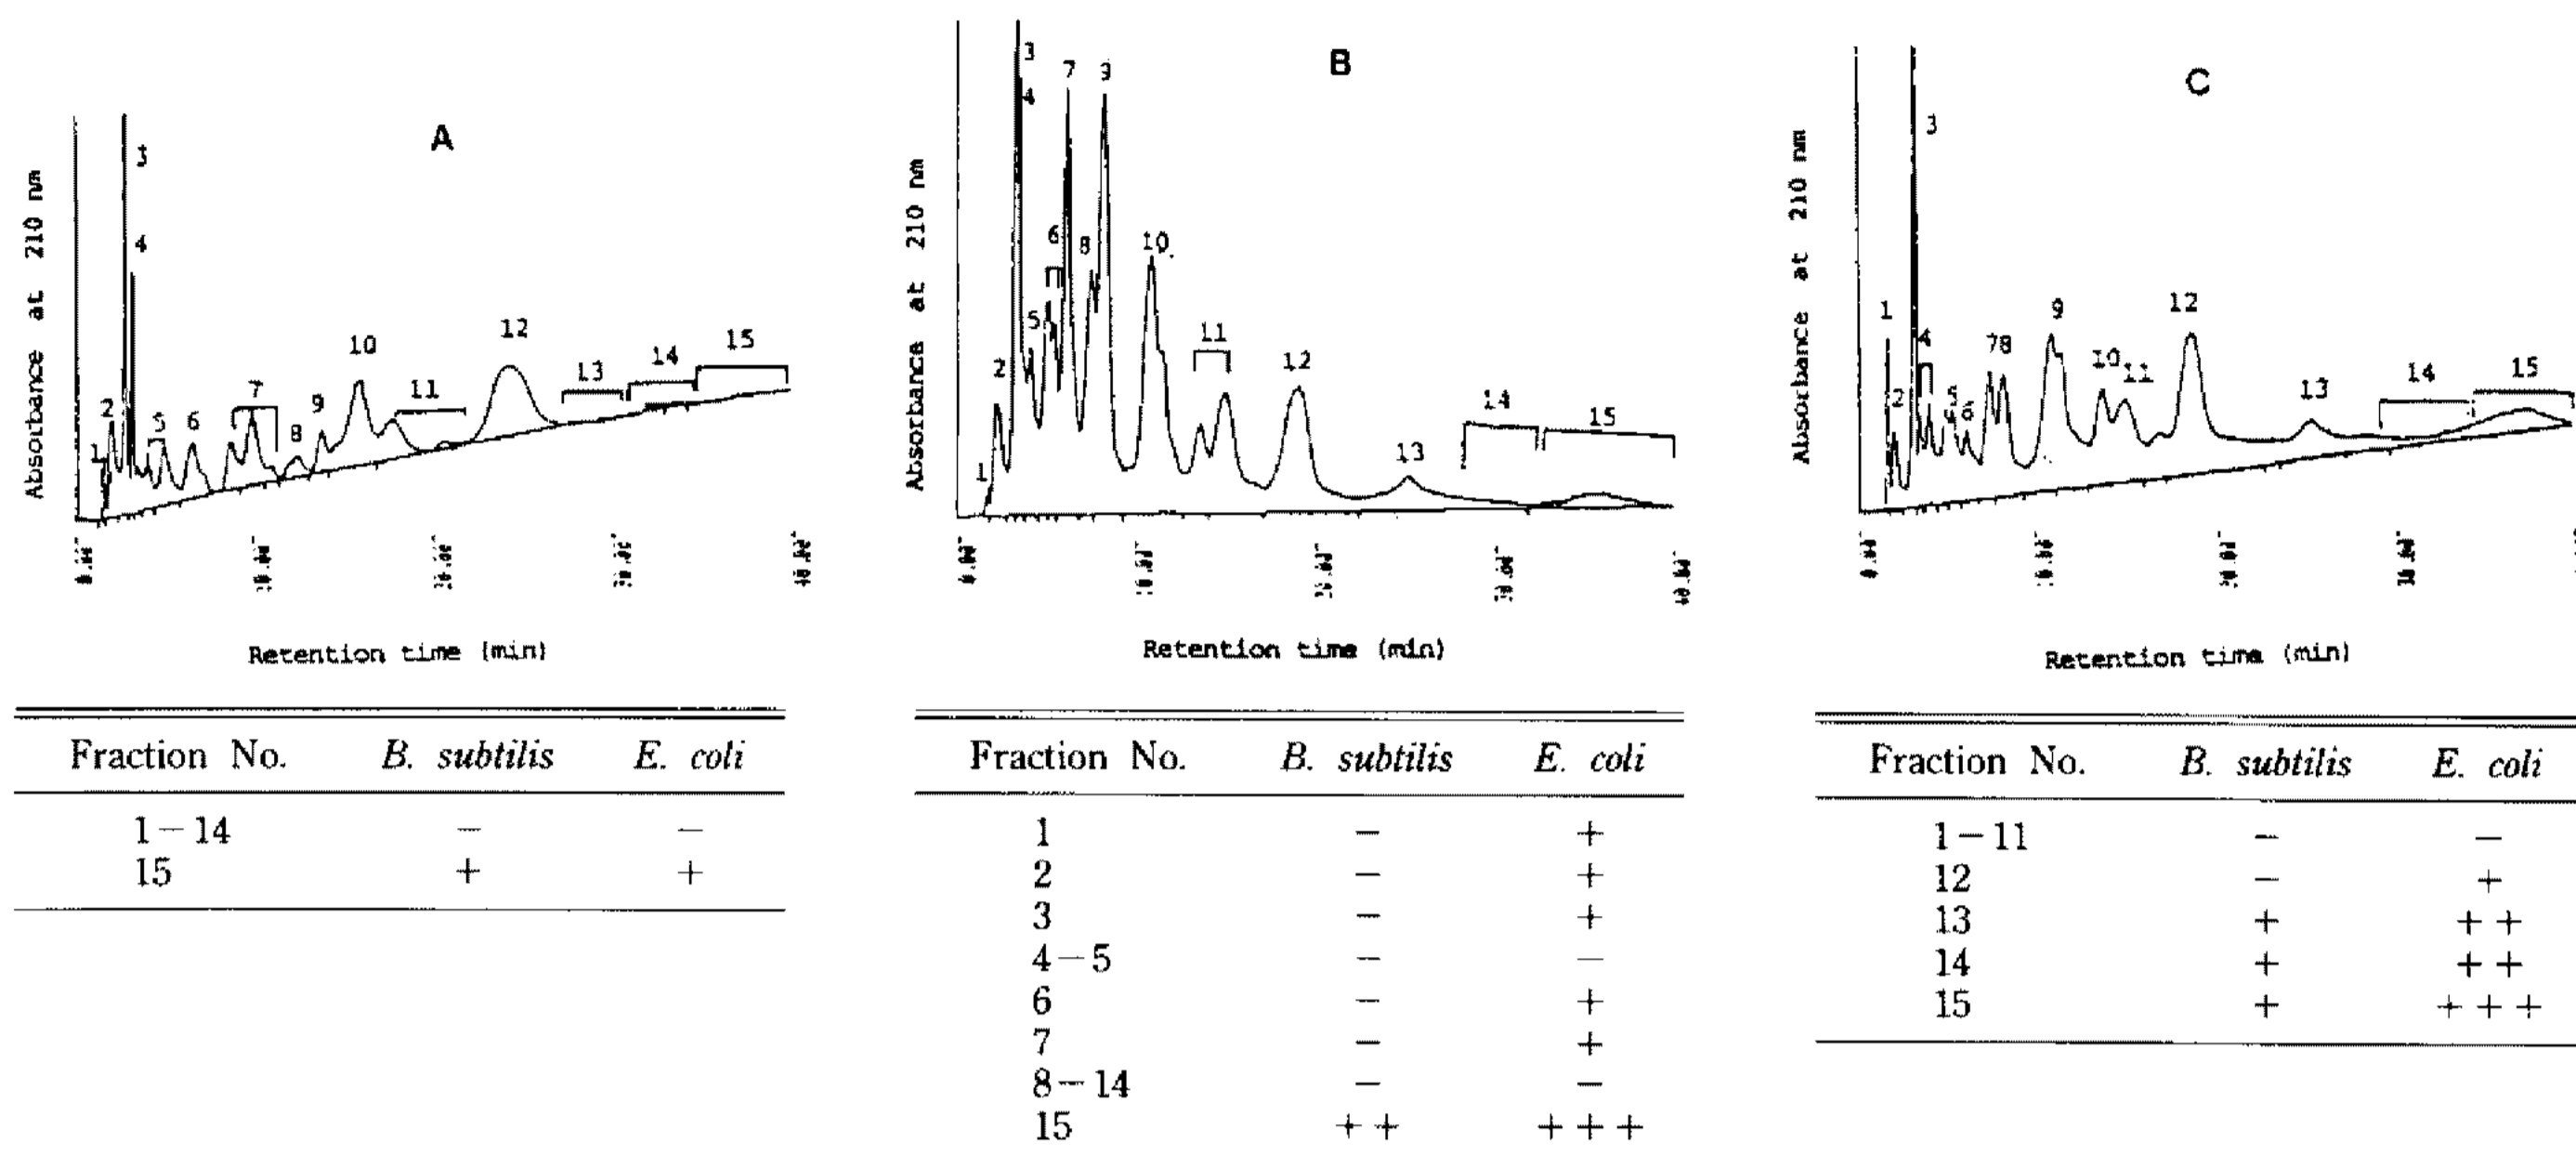 A
Absorbance at 210 nm
3
4
2
1
5
6
7
8
9
10
11
12
13
14
15
Retention time (min)
Fraction No. B. subtilis E. coli
1-14 - -
15 + +
B
Absorbance at 210 nm
3
4
7
9
6
8
5
2
1
10
11
12
13
14
15
0.00
Retention time (min)
Fraction No. B. subtilis E. coli
1 - +
2 - +
3 - +
4-5 - -
6 - +
7 - +
8-14 - -
15 ++ +++
C
Absorbance at 210 nm
3
1
4
2
78
9
10
11
12
13
14
15
Retention time (min)
Fraction No. B. subtilis E. coli
1-11 - -
12 - +
13 + ++
14 + ++
15 + +++